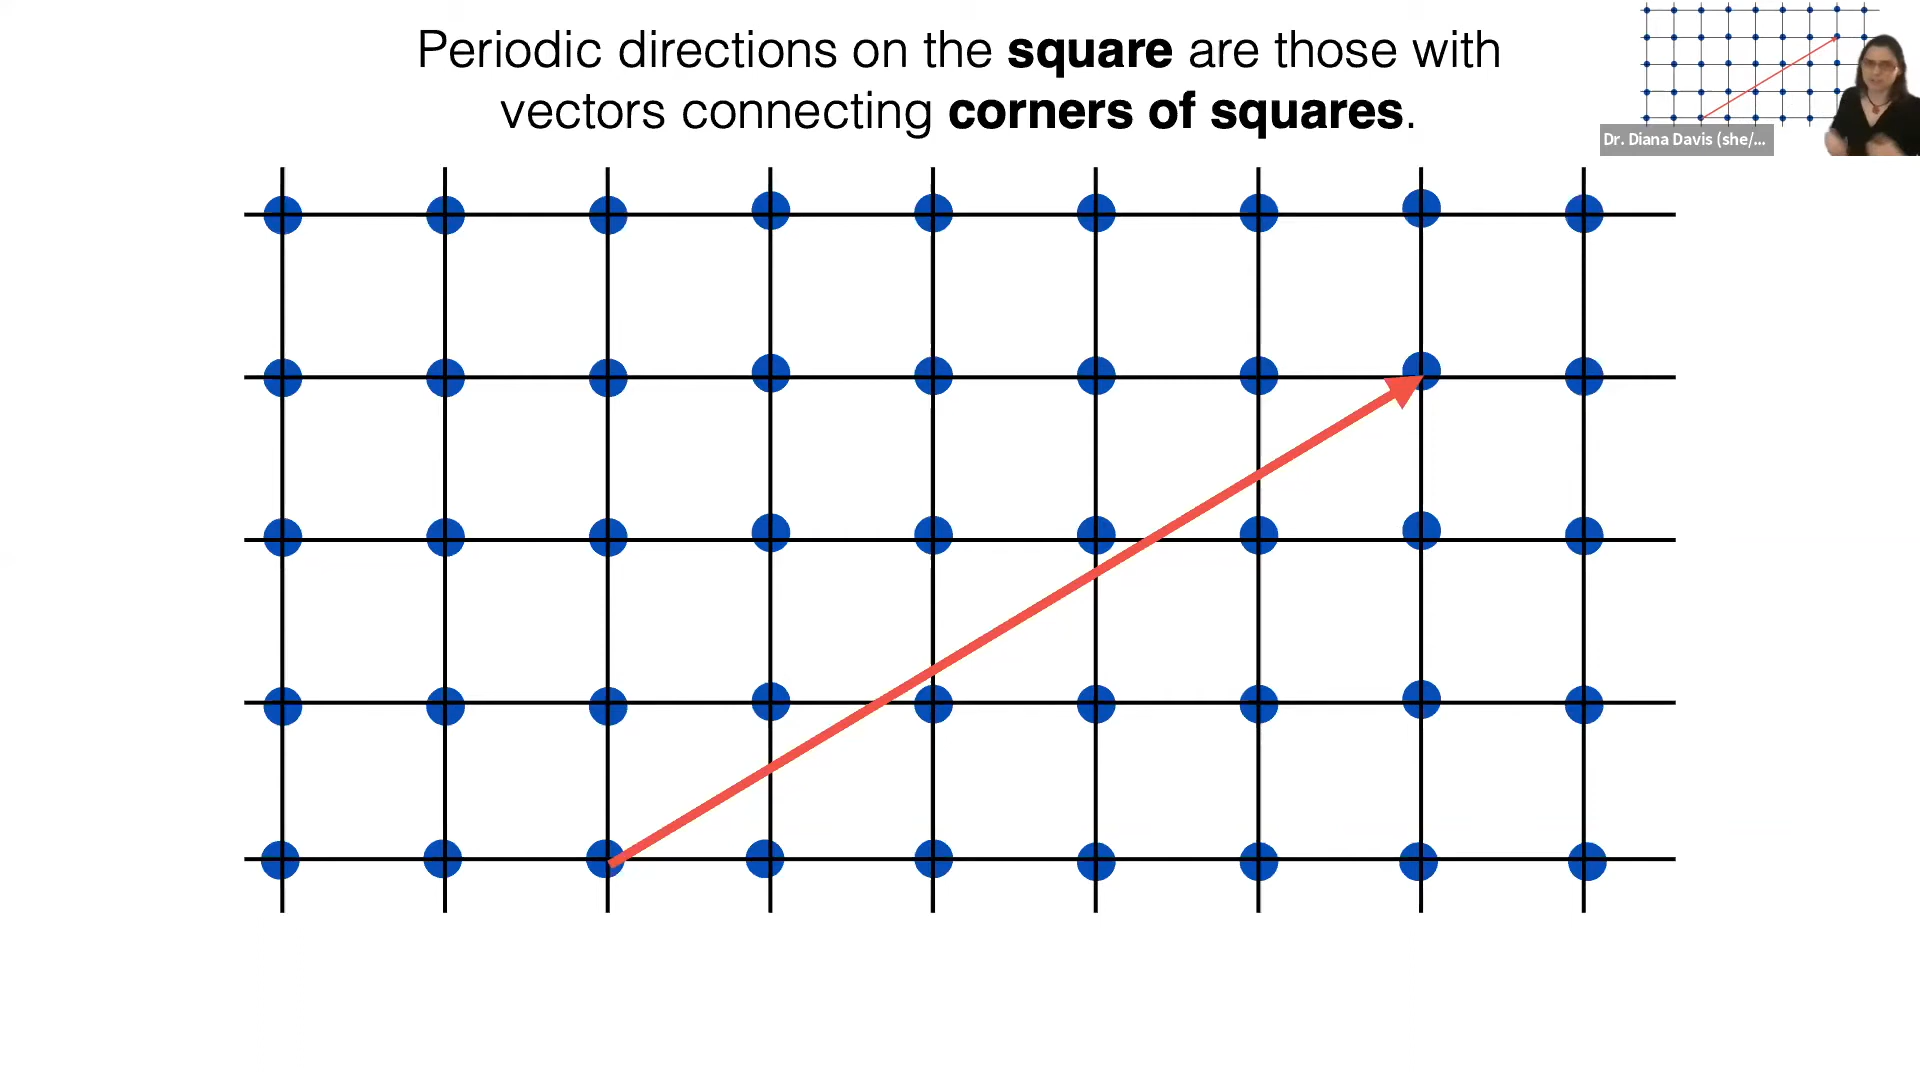 Periodic directions on the square are those with
vectors connecting corners of squares.
Dr. Diana Davis (she/...